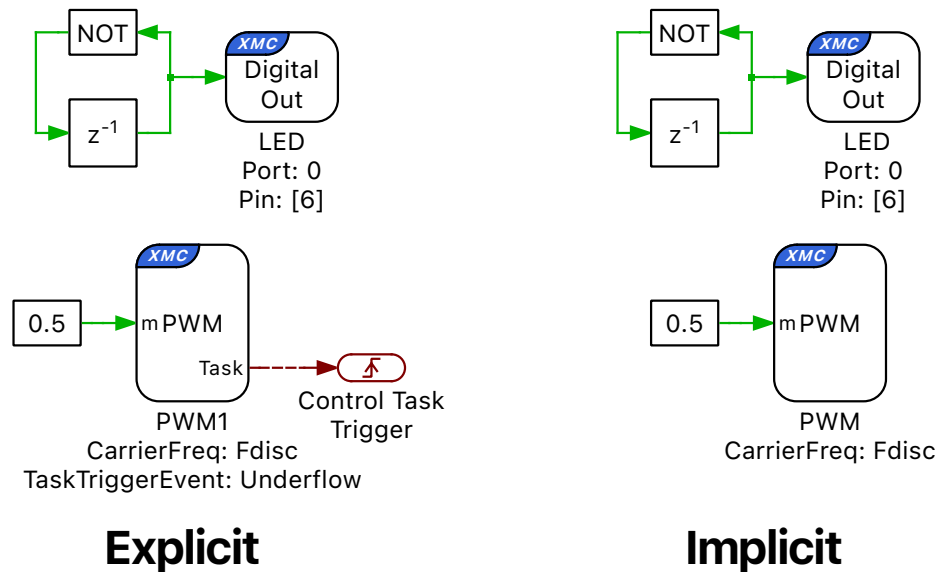 NOT
XMC
Digital
Out
z-1
LED
Port: 0
Pin: [6]
XMC
0.5
m PWM
Task
Control Task
Trigger
PWM1
CarrierFreq: Fdisc
TaskTriggerEvent: Underflow
Explicit
NOT
XMC
Digital
Out
z-1
LED
Port: 0
Pin: [6]
XMC
0.5
m PWM
PWM
CarrierFreq: Fdisc
Implicit